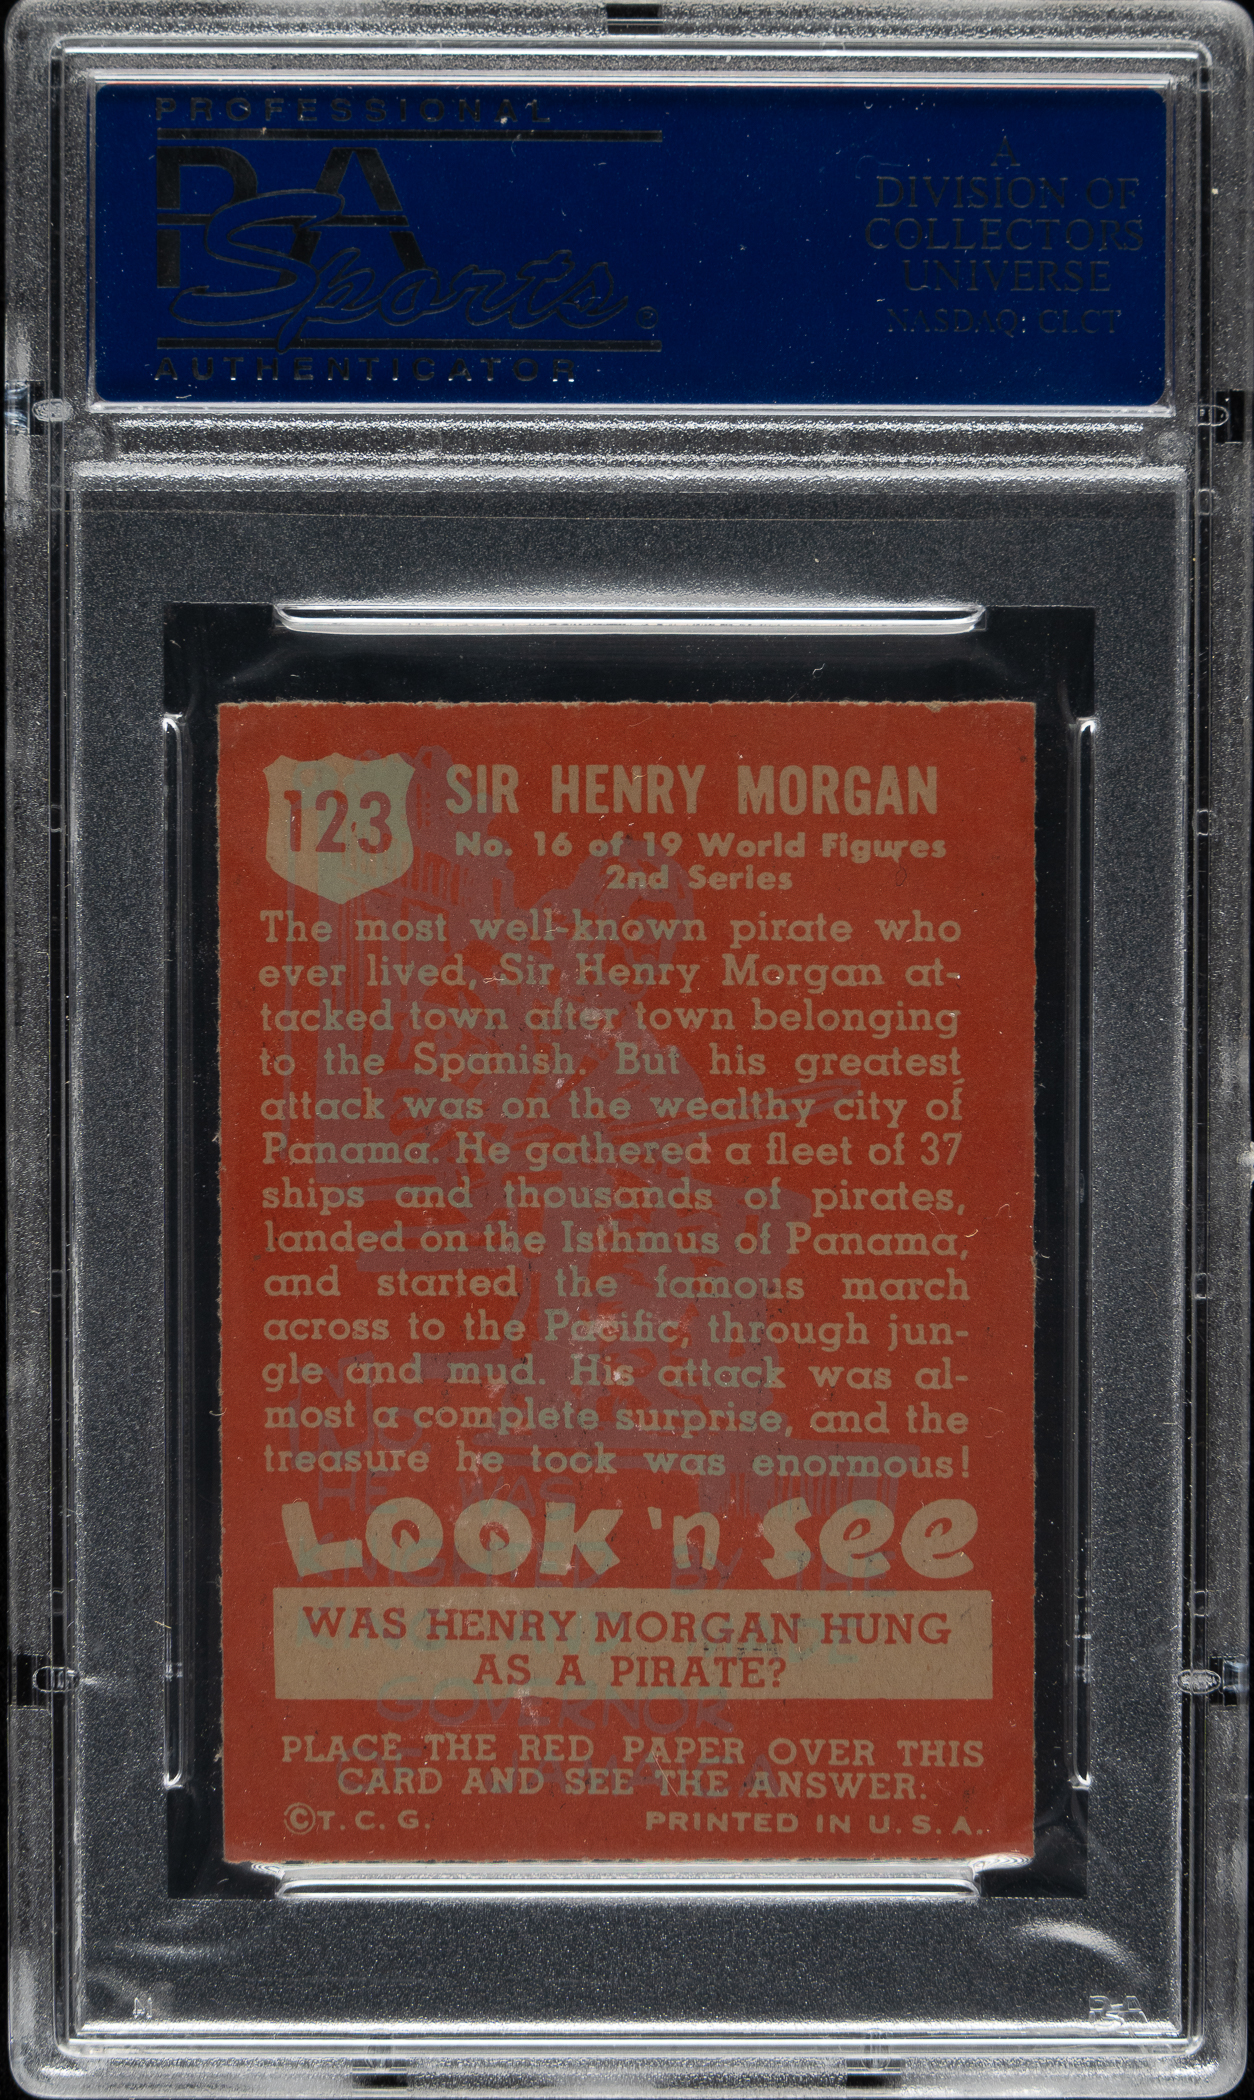 PROFESSIONAL
PSA
Sports®
AUTHENTICATOR
A
DIVISION OF
COLLECTORS
UNIVERSE
NASDAQ: CLCT
123
SIR HENRY MORGAN
No. 16 of 19 World Figures
2nd Series
The most well-known pirate who
ever lived, Sir Henry Morgan at-
tacked town after town belonging
to the Spanish. But his greatest
attack was on the wealthy city of
Panama. He gathered a fleet of 37
ships and thousands of pirates,
landed on the Isthmus of Panama,
and started the famous march
across to the Pacific, through jun-
gle and mud. His attack was al-
most a complete surprise, and the
treasure he took was enormous!
LOOK 'n SEE
WAS HENRY MORGAN HUNG
AS A PIRATE?
GOVERNOR
PLACE THE RED PAPER OVER THIS
CARD AND SEE THE ANSWER:
©T. C. G. PRINTED IN U. S. A.
PSA